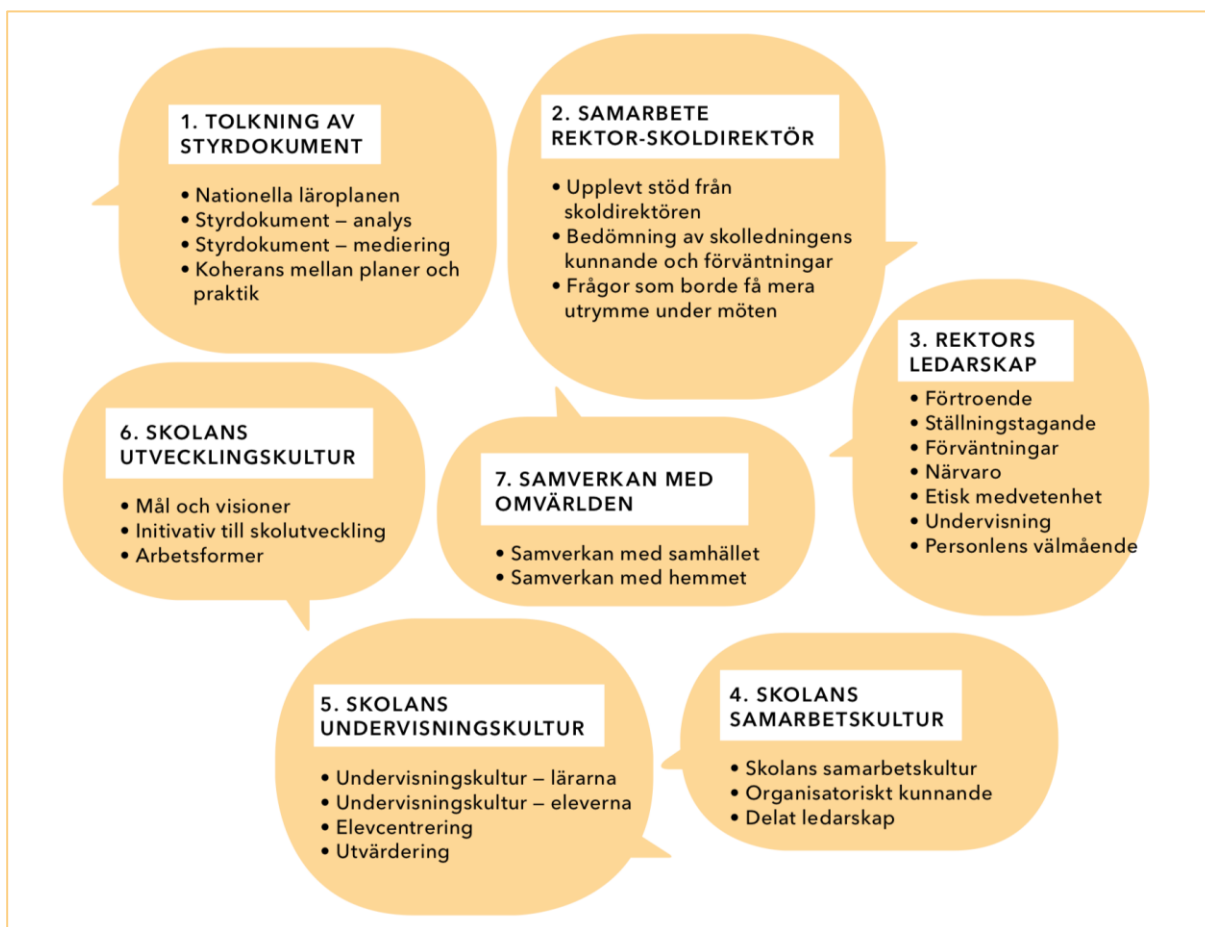 1. TOLKNING AV
STYRDOKUMENT
• Nationella läroplanen
• Styrdokument – analys
• Styrdokument – mediering
• Koherans mellan planer och
praktik
2. SAMARBETE
REKTOR-SKOLDIREKTÖR
• Upplevt stöd från
skoldirektören
• Bedömning av skolledningens
kunnande och förväntningar
• Frågor som borde få mera
utrymme under möten
3. REKTORS
LEDARSKAP
• Förtroende
• Ställningstagande
• Förväntningar
• Närvaro
• Etisk medvetenhet
• Undervisning
• Personlens välmående
6. SKOLANS
UTVECKLINGSKULTUR
• Mål och visioner
• Initivativ till skolutveckling
• Arbetsformer
7. SAMVERKAN MED
OMVÄRLDEN
• Samverkan med samhället
• Samverkan med hemmet
5. SKOLANS
UNDERVISNINGSKULTUR
• Undervisningskultur – lärarna
• Undervisningskultur – eleverna
• Elevcentrering
• Utvärdering
4. SKOLANS
SAMARBETSKULTUR
• Skolans samarbetskultur
• Organisatoriskt kunnande
• Delat ledarskap